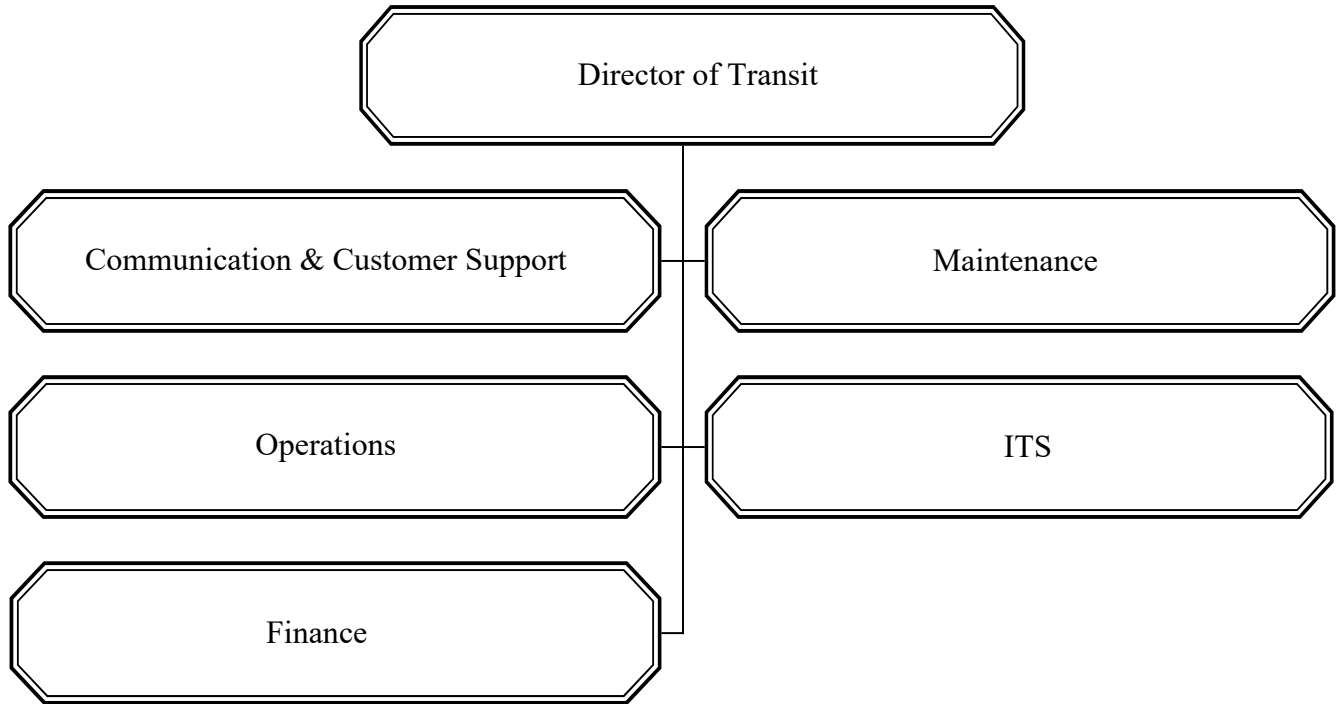 Director of Transit
Communication & Customer Support
Maintenance
Operations
ITS
Finance